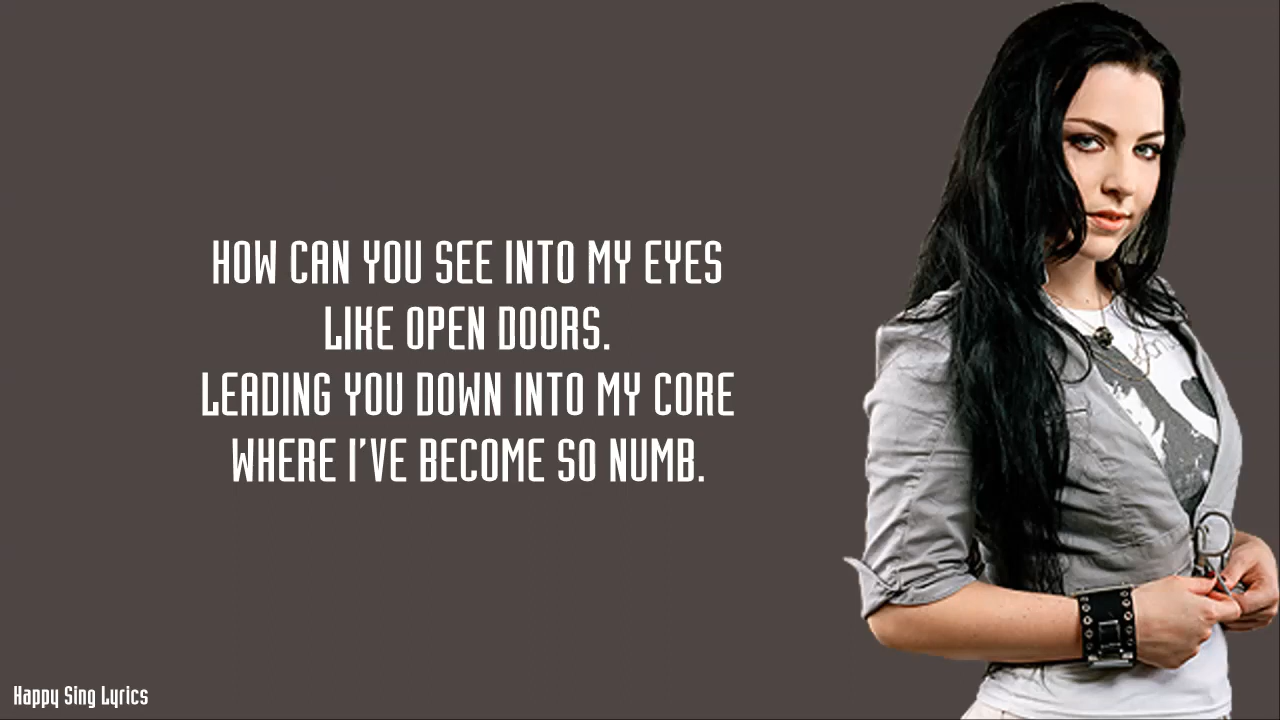 HOW CAN YOU SEE INTO MY EYES
LIKE OPEN DOORS.
LEADING YOU DOWN INTO MY CORE
WHERE I'VE BECOME SO NUMB.
Happy Sing Lyrics